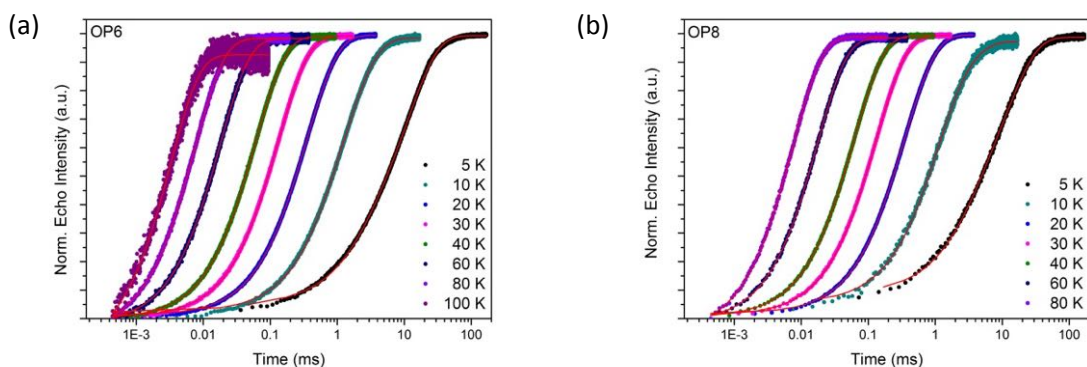 (a)
OP6
Norm. Echo Intensity (a.u.)
5 K
10 K
20 K
30 K
40 K
60 K
80 K
100 K
1E-3 0.01 0.1 1 10 100
Time (ms)
(b)
OP8
Norm. Echo Intensity (a.u.)
5 K
10 K
20 K
30 K
40 K
60 K
80 K
1E-3 0.01 0.1 1 10 100
Time (ms)